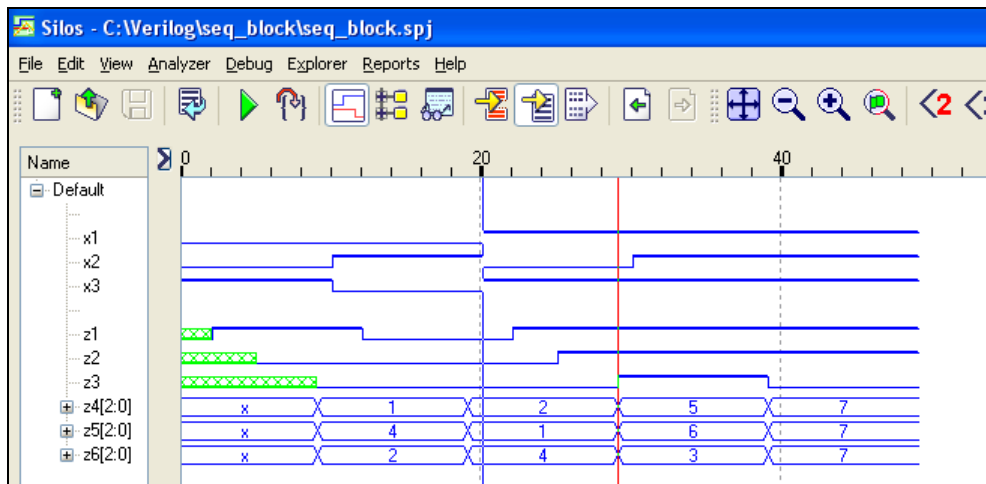 Silos - C:\Verilog\seq_block\seq_block.spj
File Edit View Analyzer Debug Explorer Reports Help
2
Name 0 20 40
Default
x1
x2
x3
z1
z2
z3
z4[2:0] x 1 2 5 7
z5[2:0] x 4 1 6 7
z6[2:0] x 2 4 3 7